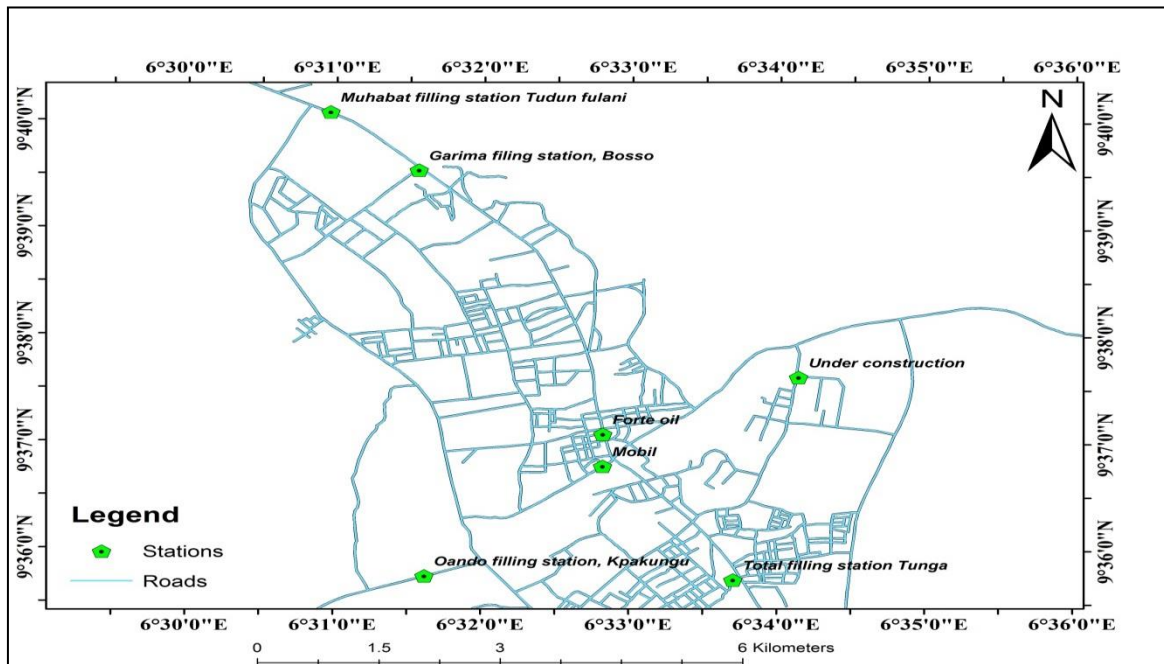 6°30'0"E 6°31'0"E 6°32'0"E 6°33'0"E 6°34'0"E 6°35'0"E 6°36'0"E
N
Muhabat filling station Tudun fulani
9°40'0"N 9°40'0"N
Garima filing station, Bosso
9°39'0"N 9°39'0"N
9°38'0"N 9°38'0"N
Under construction
Forte oil
9°37'0"N 9°37'0"N
Mobil
Legend
Stations
Roads
9°36'0"N 9°36'0"N
Oando filling station, Kpakungu
Total filling station Tunga
6°30'0"E 6°31'0"E 6°32'0"E 6°33'0"E 6°34'0"E 6°35'0"E 6°36'0"E
0 1.5 3 6 Kilometers